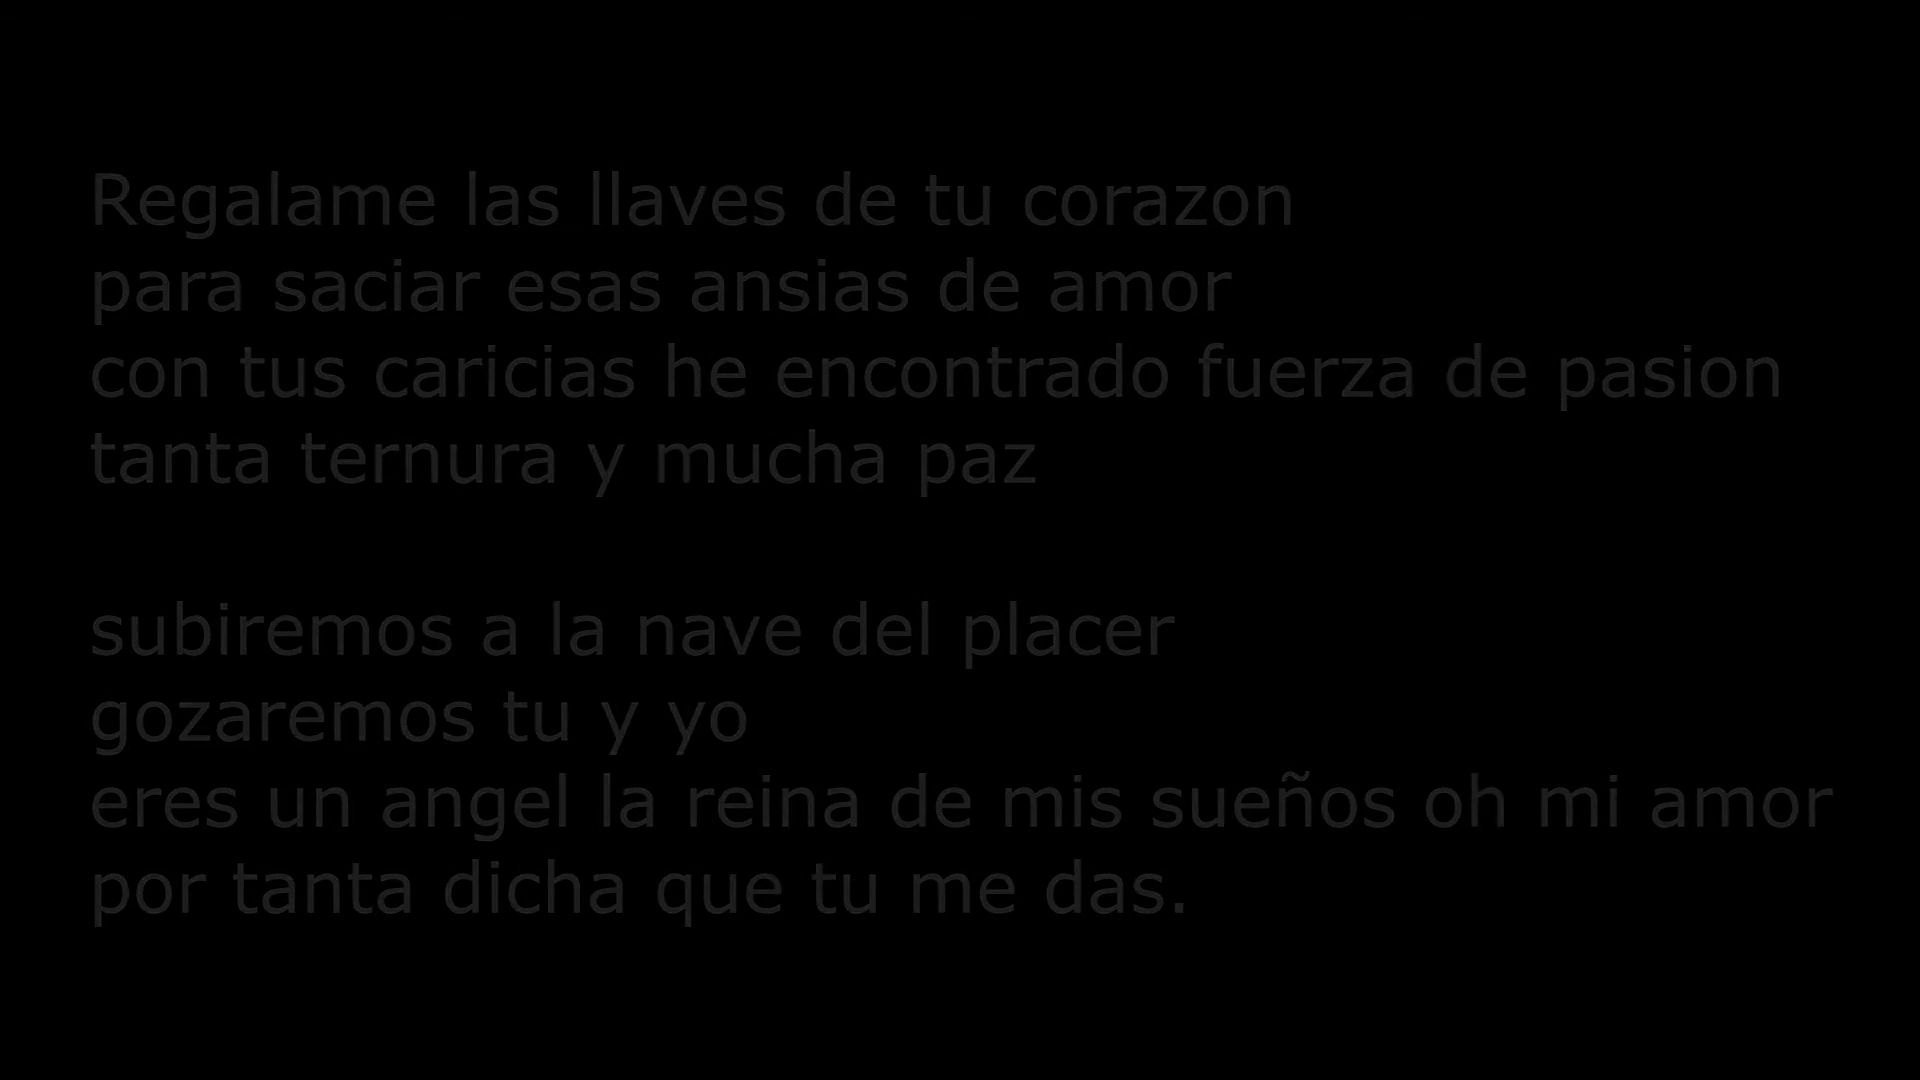 Regalame las llaves de tu corazon
para saciar esas ansias de amor
con tus caricias he encontrado fuerza de pasion
tanta ternura y mucha paz
subiremos a la nave del placer
gozaremos tu y yo
eres un angel la reina de mis sueños oh mi amor
por tanta dicha que tu me das.